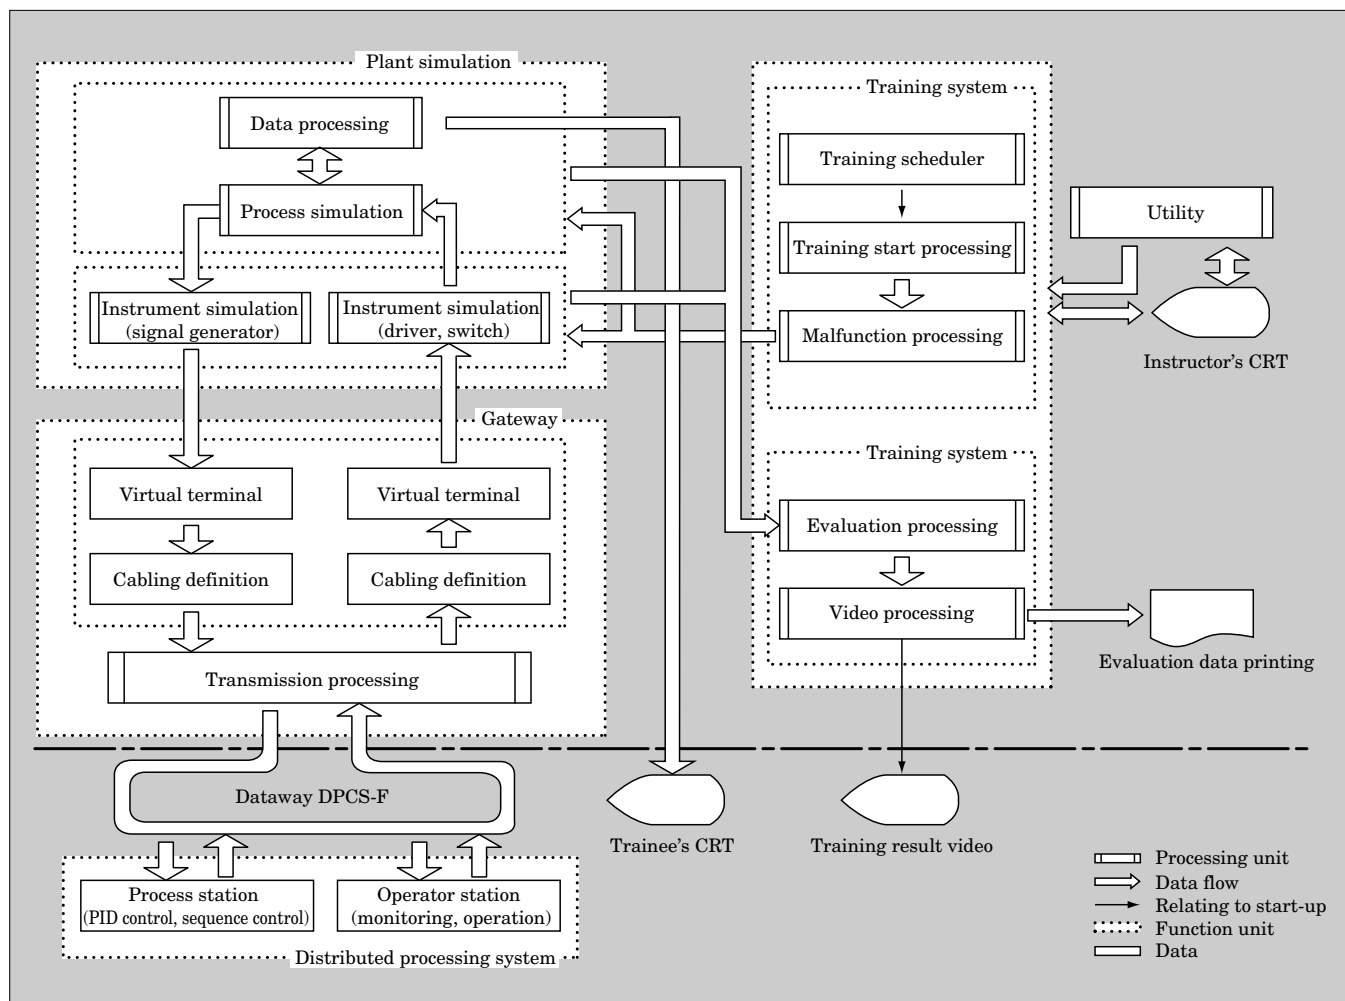 Plant simulation
Data processing
Process simulation
Instrument simulation
(signal generator)
Instrument simulation
(driver, switch)
Gateway
Virtual terminal
Virtual terminal
Cabling definition
Cabling definition
Transmission processing
Dataway DPCS-F
Process station
(PID control, sequence control)
Operator station
(monitoring, operation)
Distributed processing system
Training system
Training scheduler
Training start processing
Malfunction processing
Training system
Evaluation processing
Video processing
Utility
Instructor's CRT
Evaluation data printing
Trainee's CRT
Training result video
Processing unit
Data flow
Relating to start-up
Function unit
Data